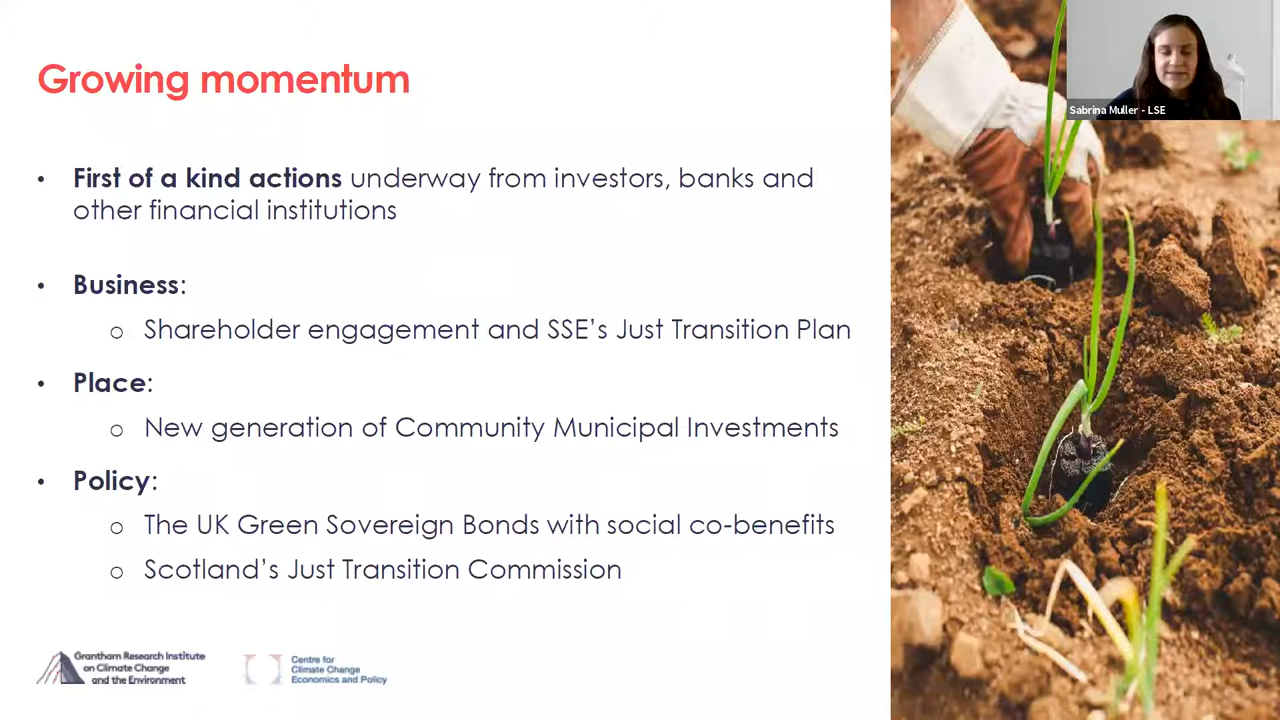 Growing momentum
Sabrina Muller - LSE
• First of a kind actions underway from investors, banks and
other financial institutions
• Business:
o Shareholder engagement and SSE’s Just Transition Plan
• Place:
o New generation of Community Municipal Investments
• Policy:
o The UK Green Sovereign Bonds with social co-benefits
o Scotland’s Just Transition Commission
Grantham Research Institute
on Climate Change
and the Environment
Centre for
Climate Change
Economics and Policy